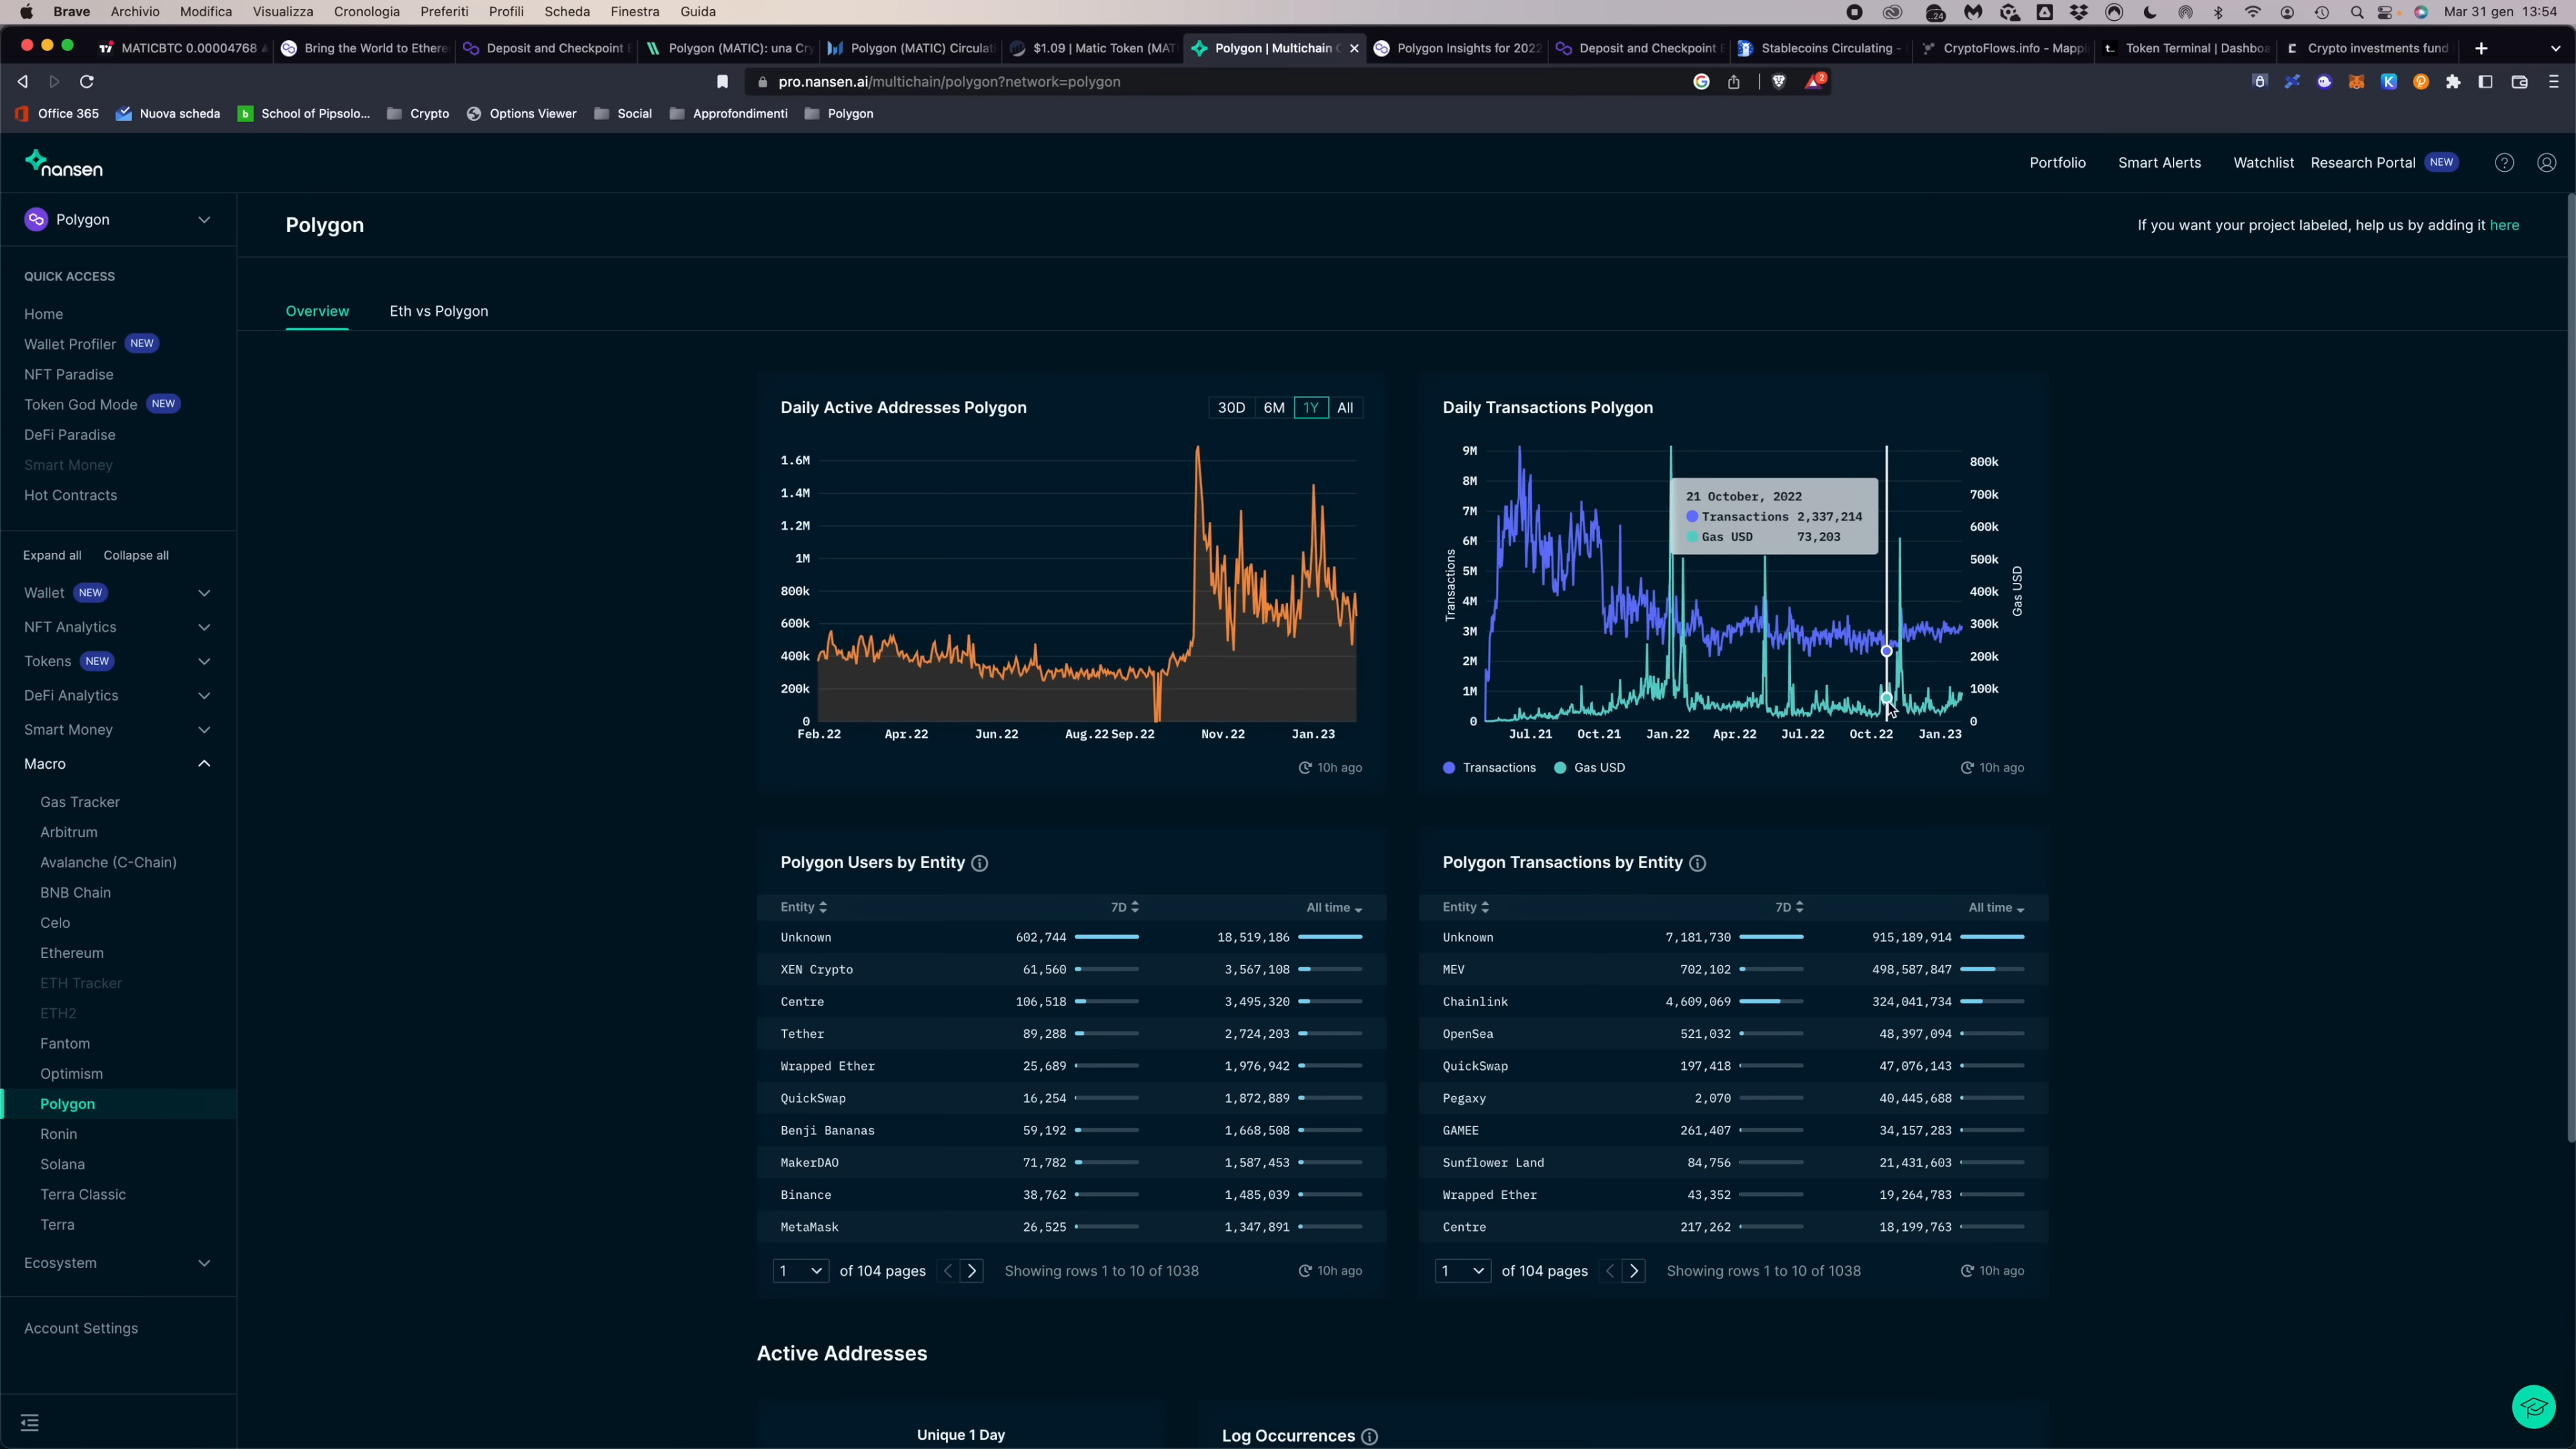 Brave Archivio Modifica Visualizza Cronologia Preferiti Profili Scheda Finestra Guida
24 Mar 31 gen 13:54
MATICBTC 0.00004768
Bring the World to Ethere
Deposit and Checkpoint
Polygon (MATIC): una Cry
Polygon (MATIC) Circulat
$1.09 | Matic Token (MAT
Polygon | Multichain
Polygon Insights for 2022
Deposit and Checkpoint
Stablecoins Circulating -
CryptoFlows.info - Mappi
Token Terminal | Dashboa
Crypto investments fund
pro.nansen.ai/multichain/polygon?network=polygon
2
Office 365 Nuova scheda School of Pipsolo... Crypto Options Viewer Social Approfondimenti Polygon
nansen
Portfolio Smart Alerts Watchlist Research Portal NEW
Polygon
QUICK ACCESS
Home
Wallet Profiler NEW
NFT Paradise
Token God Mode NEW
DeFi Paradise
Smart Money
Hot Contracts
Expand all Collapse all
Wallet NEW
NFT Analytics
Tokens NEW
DeFi Analytics
Smart Money
Macro
Gas Tracker
Arbitrum
Avalanche (C-Chain)
BNB Chain
Celo
Ethereum
ETH Tracker
ETH2
Fantom
Optimism
Polygon
Ronin
Solana
Terra Classic
Terra
Ecosystem
Account Settings
Polygon
If you want your project labeled, help us by adding it here
Overview Eth vs Polygon
Daily Active Addresses Polygon
30D 6M 1Y All
1.6M
1.4M
1.2M
1M
800k
600k
400k
200k
0
Feb.22 Apr.22 Jun.22 Aug.22 Sep.22 Nov.22 Jan.23
10h ago
Daily Transactions Polygon
Transactions
9M
8M
7M
6M
5M
4M
3M
2M
1M
0
21 October, 2022
Transactions 2,337,214
Gas USD 73,203
800k
700k
600k
500k
400k
300k
200k
100k
0
Gas USD
Jul.21 Oct.21 Jan.22 Apr.22 Jul.22 Oct.22 Jan.23
Transactions Gas USD
10h ago
Polygon Users by Entity
Entity 7D All time
Unknown 602,744 18,519,186
XEN Crypto 61,560 3,567,108
Centre 106,518 3,495,320
Tether 89,288 2,724,203
Wrapped Ether 25,689 1,976,942
QuickSwap 16,254 1,872,889
Benji Bananas 59,192 1,668,508
MakerDAO 71,782 1,587,453
Binance 38,762 1,485,039
MetaMask 26,525 1,347,891
1 of 104 pages Showing rows 1 to 10 of 1038 10h ago
Polygon Transactions by Entity
Entity 7D All time
Unknown 7,181,730 915,189,914
MEV 702,102 498,587,847
Chainlink 4,609,069 324,041,734
OpenSea 521,032 48,397,094
QuickSwap 197,418 47,076,143
Pegaxy 2,070 40,445,688
GAMEE 261,407 34,157,283
Sunflower Land 84,756 21,431,603
Wrapped Ether 43,352 19,264,783
Centre 217,262 18,199,763
1 of 104 pages Showing rows 1 to 10 of 1038 10h ago
Active Addresses
Unique 1 Day
Log Occurrences